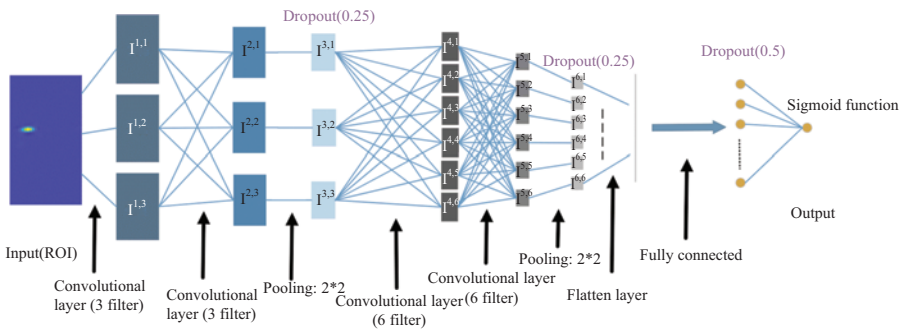 Dropout(0.25)
Dropout(0.25)
Dropout(0.5)
I1,1
I1,2
I1,3
I2,1
I2,2
I2,3
I3,1
I3,2
I3,3
I4,1
I4,2
I4,3
I4,4
I4,5
I4,6
I5,1
I5,2
I5,3
I5,4
I5,5
I5,6
I6,1
I6,2
I6,3
I6,4
I6,5
I6,6
Sigmoid function
Output
Input(ROI)
Convolutional
layer (3 filter)
Convolutional
layer (3 filter)
Pooling: 2*2
Convolutional layer
(6 filter)
Convolutional layer
(6 filter)
Pooling: 2*2
Flatten layer
Fully connected